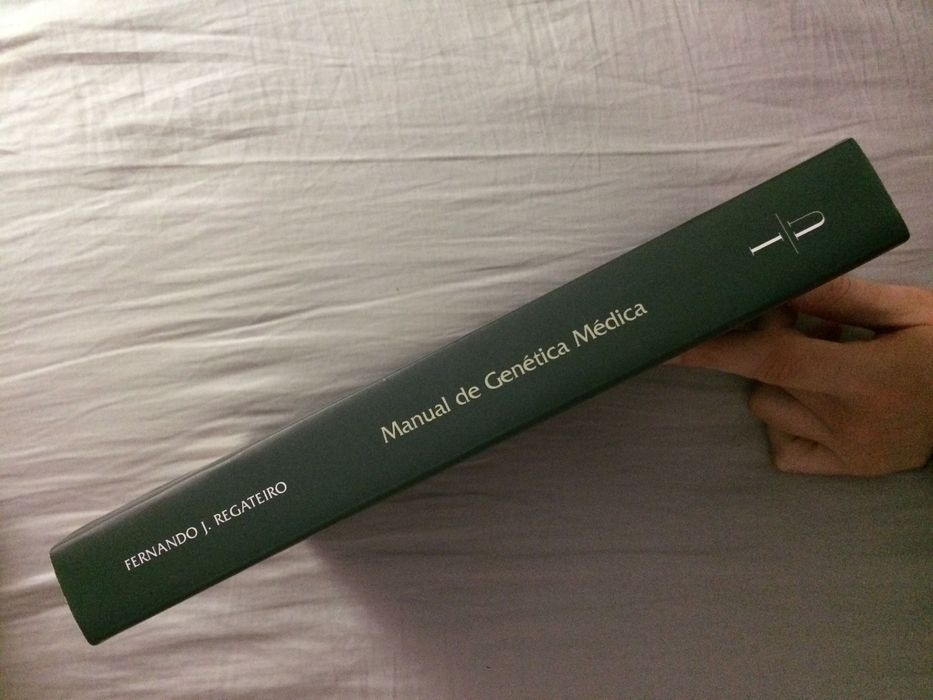 FERNANDO J. REGATEIRO
Manual de Genética Médica
I/U